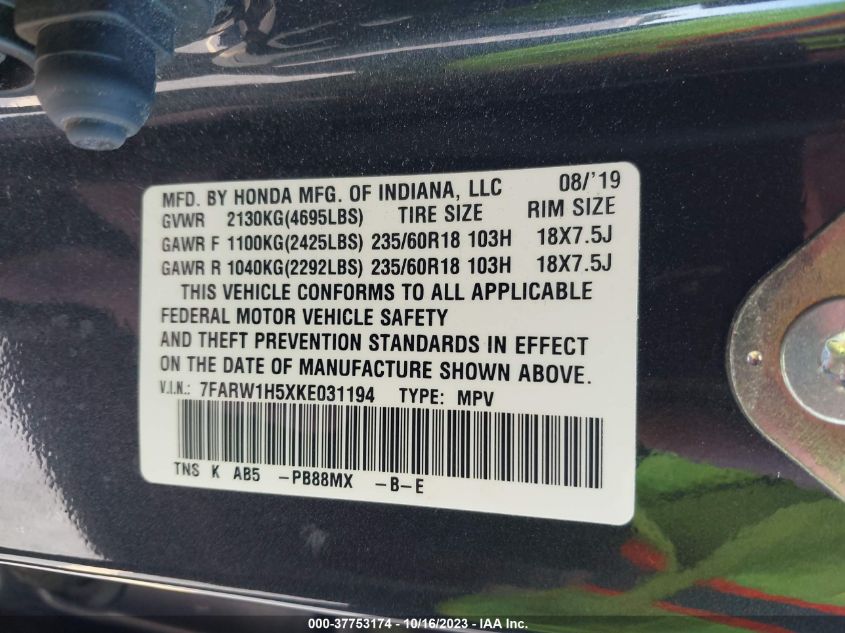 MFD. BY HONDA MFG. OF INDIANA, LLC 08/'19
GVWR 2130KG(4695LBS) TIRE SIZE RIM SIZE
GAWR F 1100KG(2425LBS) 235/60R18 103H 18X7.5J
GAWR R 1040KG(2292LBS) 235/60R18 103H 18X7.5J
THIS VEHICLE CONFORMS TO ALL APPLICABLE
FEDERAL MOTOR VEHICLE SAFETY
AND THEFT PREVENTION STANDARDS IN EFFECT
ON THE DATE OF MANUFACTURE SHOWN ABOVE.
V.I.N.: 7FARW1H5XKE031194 TYPE: MPV
TNS K AB5 -PB88MX -B-E
000-37753174 - 10/16/2023 - © IAA, Inc.